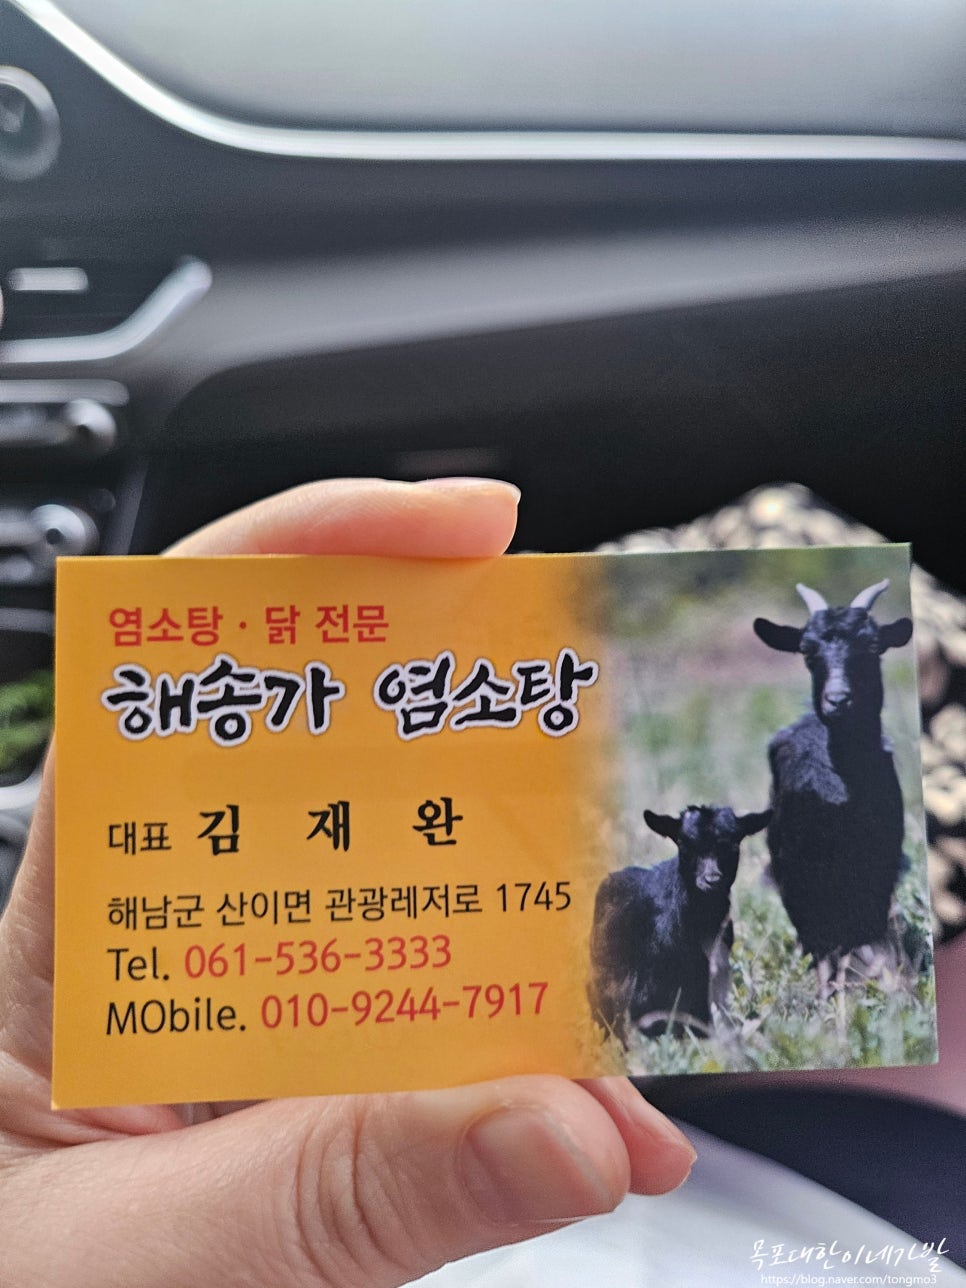 염소탕 · 닭 전문
해송가 염소탕
대표 김 재 완
해남군 산이면 관광레저로 1745
Tel. 061-536-3333
MObile. 010-9244-7917
목포대한이네가발
https://blog.naver.com/tongmo3